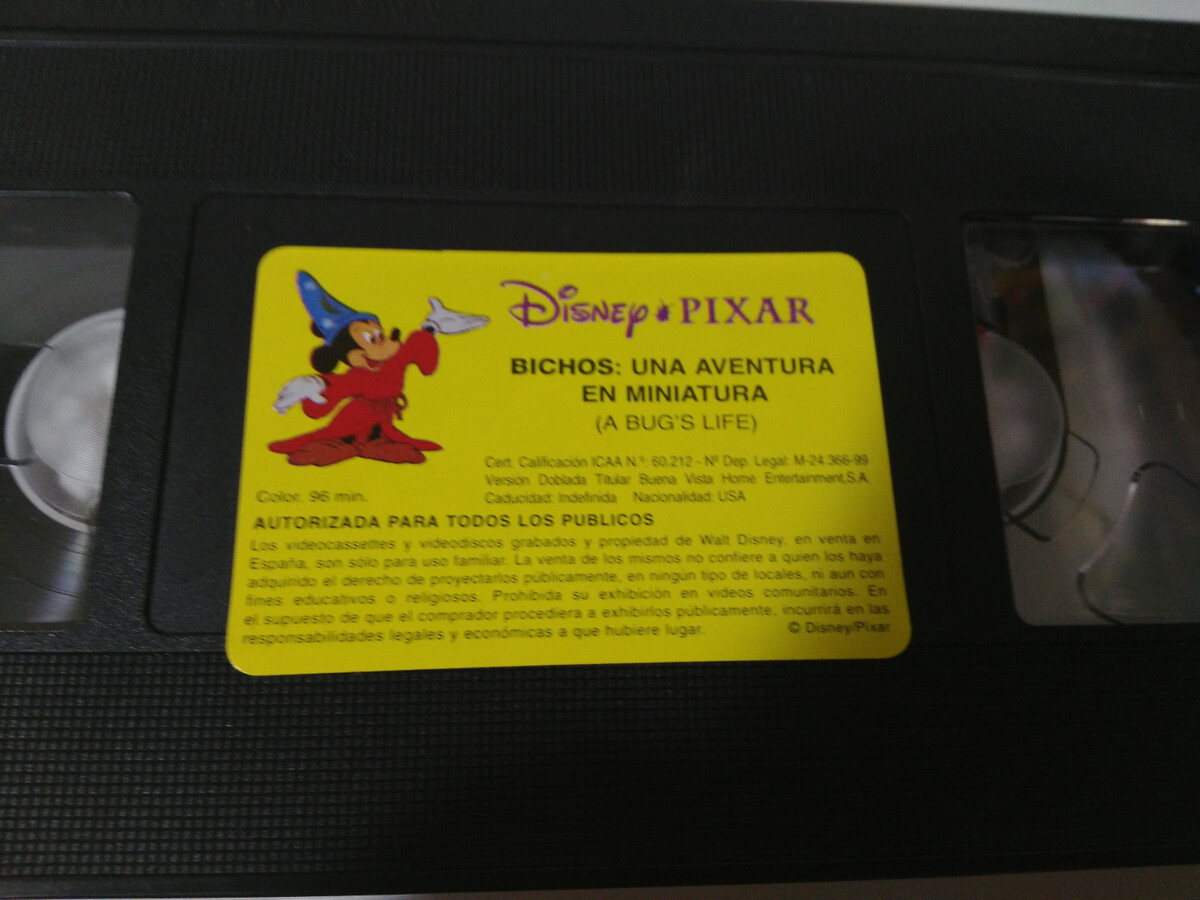 Disney PIXAR
BICHOS: UNA AVENTURA
EN MINIATURA
(A BUG'S LIFE)
Cert. Calificación ICAA N.º: 60.212 - Nº Dep. Legal: M-24.366-99
Versión Doblada Titular Buena Vista Home Entertainment,S.A.
Caducidad: Indefinida Nacionalidad: USA
Color. 96 min.
AUTORIZADA PARA TODOS LOS PUBLICOS
Los videocassettes y videodiscos grabados y propiedad de Walt Disney, en venta en
España, son sólo para uso familiar. La venta de los mismos no confiere a quien los haya
adquirido el derecho de proyectarlos públicamente, en ningún tipo de locales, ni aun con
fines educativos o religiosos. Prohibida su exhibición en videos comunitarios. En
el supuesto de que el comprador procediera a exhibirlos públicamente, incurrirá en las
responsabilidades legales y económicas a que hubiere lugar. © Disney/Pixar